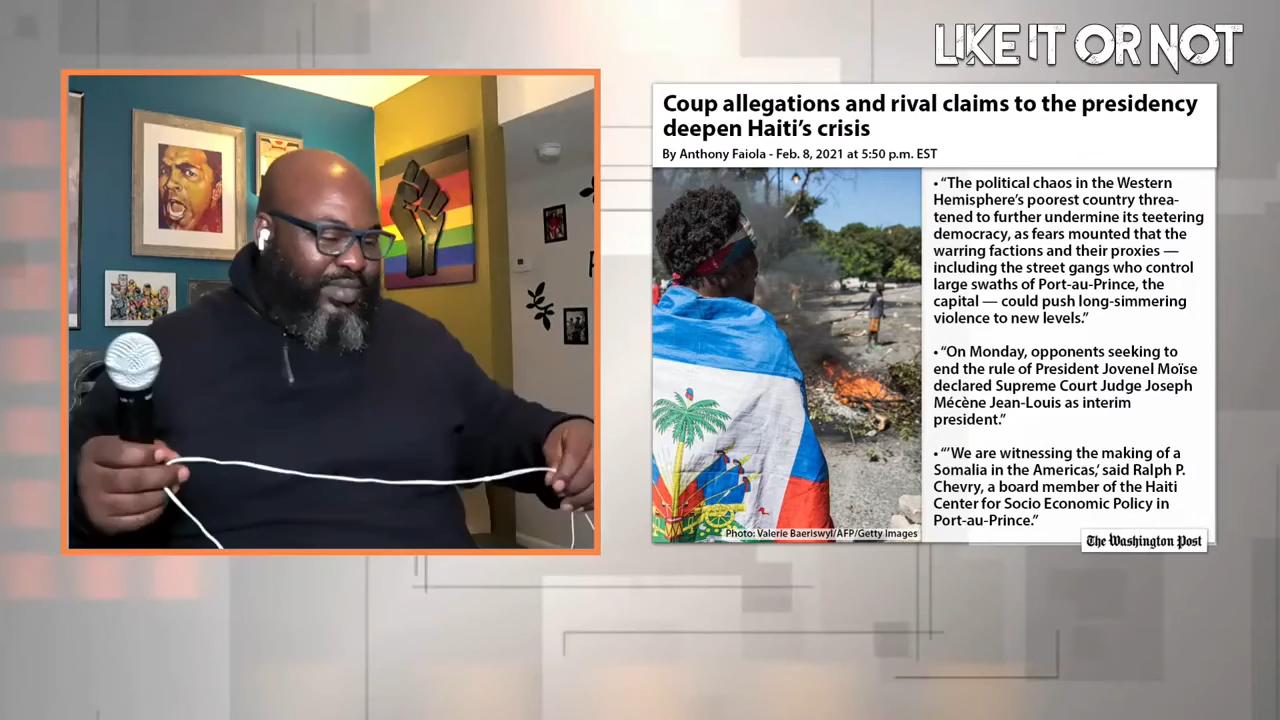 LIKE IT OR NOT
Coup allegations and rival claims to the presidency
deepen Haiti's crisis
By Anthony Faiola - Feb. 8, 2021 at 5:50 p.m. EST
• "The political chaos in the Western
Hemisphere's poorest country threa-
tened to further undermine its teetering
democracy, as fears mounted that the
warring factions and their proxies —
including the street gangs who control
large swaths of Port-au-Prince, the
capital — could push long-simmering
violence to new levels."
• "On Monday, opponents seeking to
end the rule of President Jovenel Moïse
declared Supreme Court Judge Joseph
Mécène Jean-Louis as interim
president."
• "'We are witnessing the making of a
Somalia in the Americas,' said Ralph P.
Chevry, a board member of the Haiti
Center for Socio Economic Policy in
Port-au-Prince."
Photo: Valerie Baeriswyl/AFP/Getty Images
The Washington Post